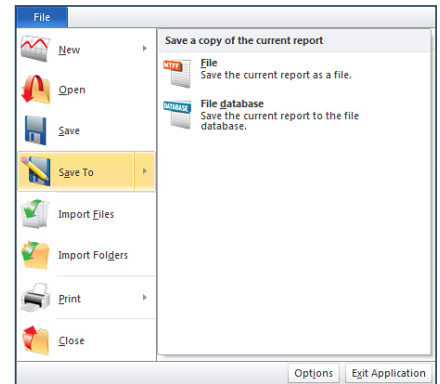 File
New
Open
Save
Save To
Import Files
Import Folders
Print
Close
Save a copy of the current report
MTFF
File
Save the current report as a file.
DATABASE
File database
Save the current report to the file
database.
Options
Exit Application